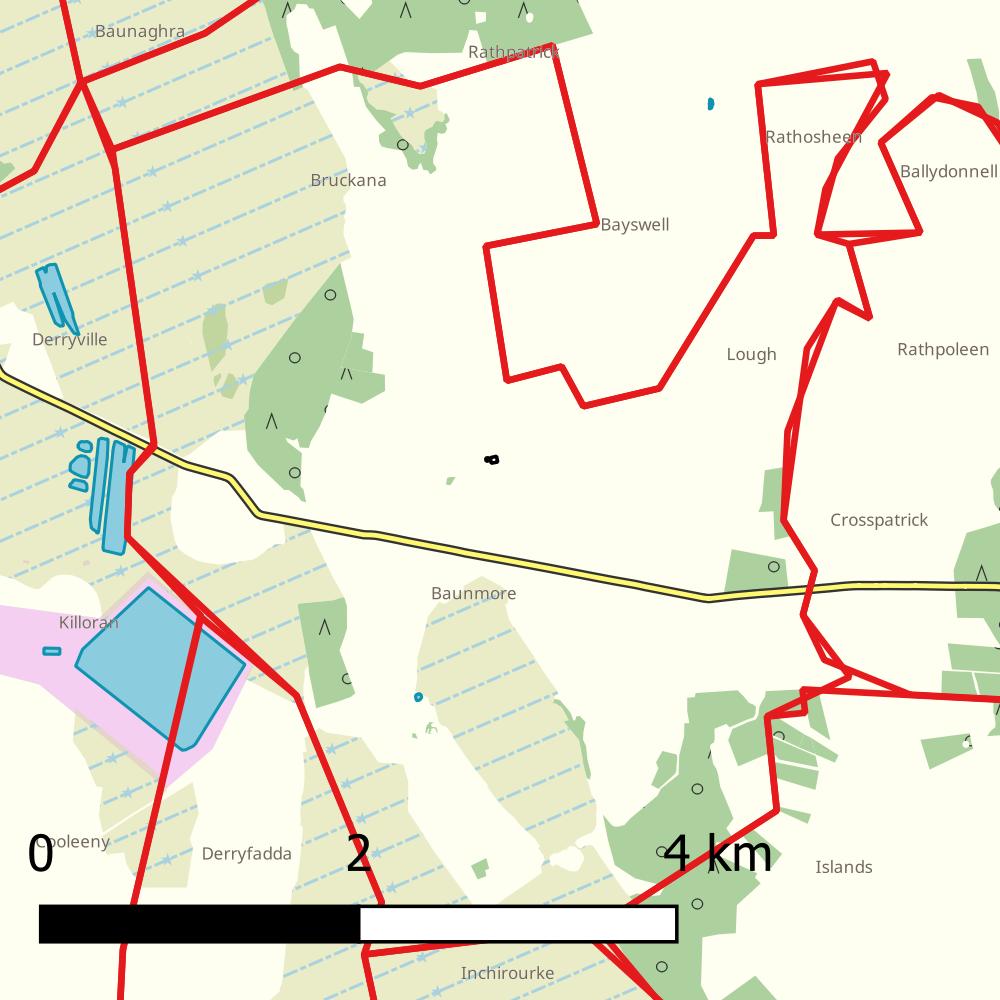 Baunaghra
Rathpatrick
Rathosheen
Ballydonnell
Bruckana
Bayswell
Derryville
Lough
Rathpoleen
Crosspatrick
Baunmore
Killoran
Cooleeny
Derryfadda
Islands
0 2 4 km
Inchirourke